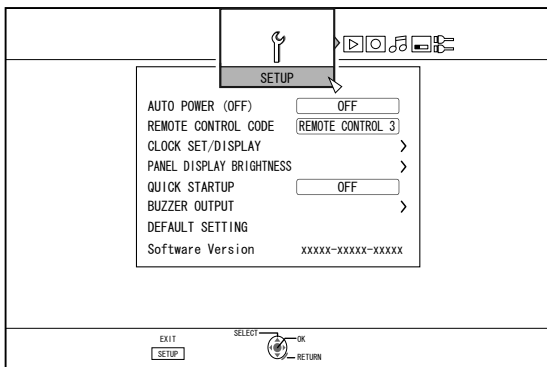 SETUP
AUTO POWER (OFF) OFF
REMOTE CONTROL CODE REMOTE CONTROL 3
CLOCK SET/DISPLAY
PANEL DISPLAY BRIGHTNESS
QUICK STARTUP OFF
BUZZER OUTPUT
DEFAULT SETTING
Software Version xxxxx-xxxxx-xxxxx
EXIT
SETUP
SELECT
OK
RETURN